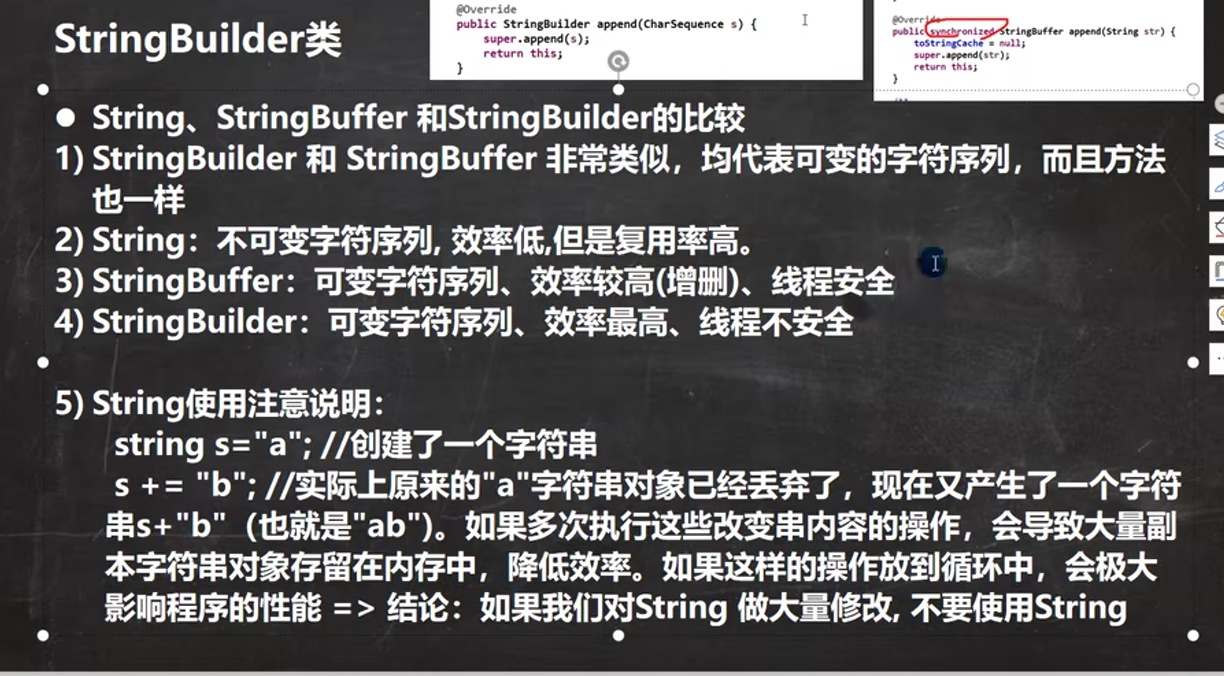 StringBuilder类
@Override
public StringBuilder append(CharSequence s) {
super.append(s);
return this;
}
@Override
public synchronized StringBuffer append(String str) {
toStringCache = null;
super.append(str);
return this;
}
● String、StringBuffer 和StringBuilder的比较
1) StringBuilder 和 StringBuffer 非常类似，均代表可变的字符序列，而且方法
也一样
2) String：不可变字符序列, 效率低,但是复用率高。
3) StringBuffer：可变字符序列、效率较高(增删)、线程安全
4) StringBuilder：可变字符序列、效率最高、线程不安全
5) String使用注意说明：
string s="a"; //创建了一个字符串
s += "b"; //实际上原来的"a"字符串对象已经丢弃了，现在又产生了一个字符
串s+"b"（也就是"ab"）。如果多次执行这些改变串内容的操作，会导致大量副
本字符串对象存留在内存中，降低效率。如果这样的操作放到循环中，会极大
影响程序的性能 => 结论：如果我们对String 做大量修改, 不要使用String